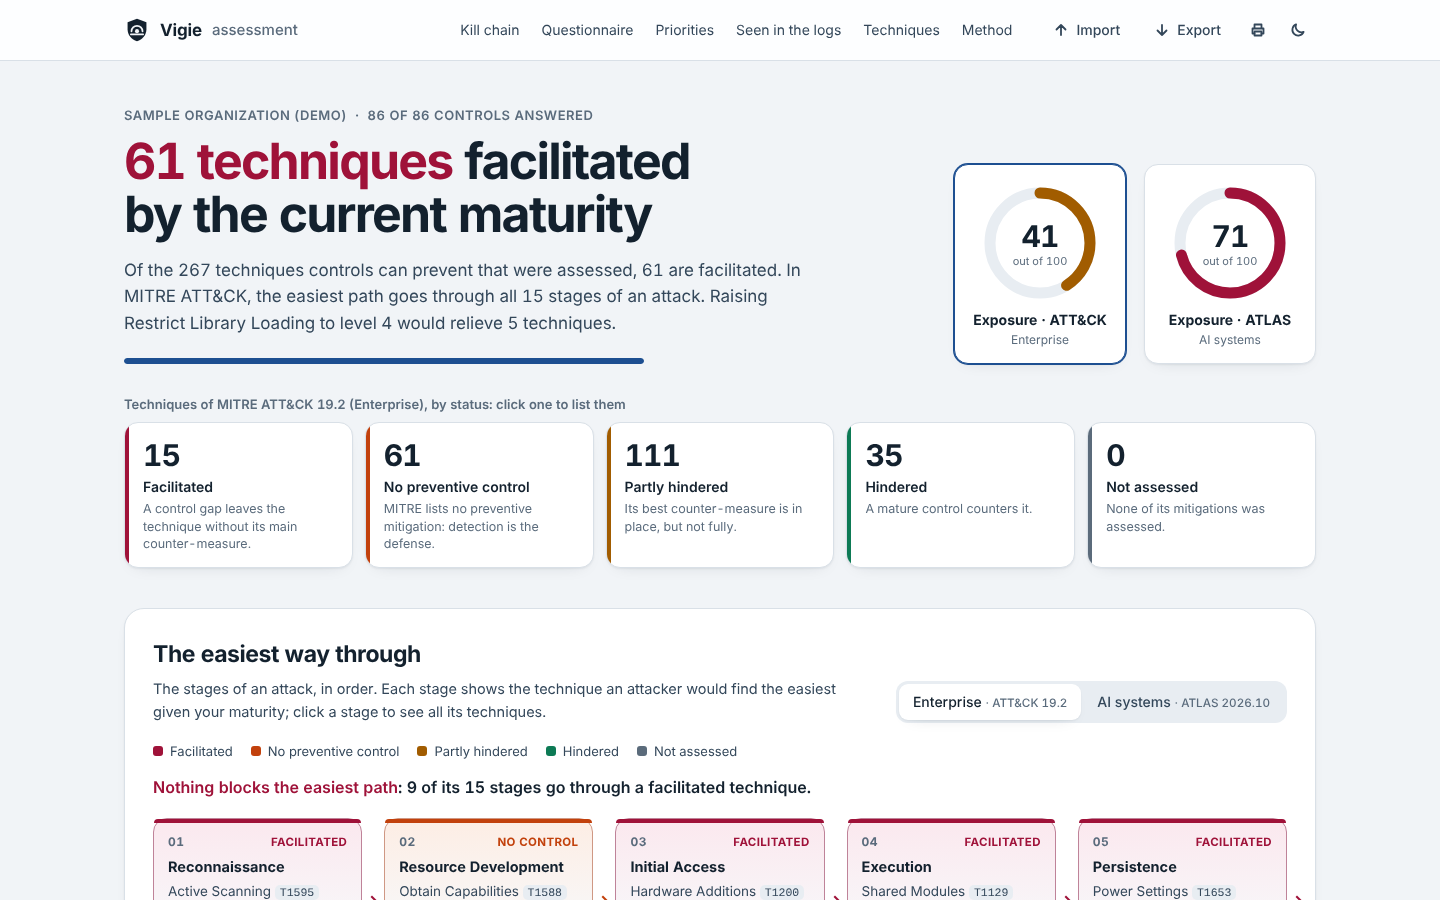 Vigie assessment
Kill chain
Questionnaire
Priorities
Seen in the logs
Techniques
Method
Import
Export
SAMPLE ORGANIZATION (DEMO) · 86 OF 86 CONTROLS ANSWERED
61 techniques facilitated
by the current maturity
Of the 267 techniques controls can prevent that were assessed, 61 are facilitated. In
MITRE ATT&CK, the easiest path goes through all 15 stages of an attack. Raising
Restrict Library Loading to level 4 would relieve 5 techniques.
41
out of 100
Exposure · ATT&CK
Enterprise
71
out of 100
Exposure · ATLAS
AI systems
Techniques of MITRE ATT&CK 19.2 (Enterprise), by status: click one to list them
15
Facilitated
A control gap leaves the
technique without its main
counter-measure.
61
No preventive control
MITRE lists no preventive
mitigation: detection is the
defense.
111
Partly hindered
Its best counter-measure is in
place, but not fully.
35
Hindered
A mature control counters it.
0
Not assessed
None of its mitigations was
assessed.
The easiest way through
The stages of an attack, in order. Each stage shows the technique an attacker would find the easiest
given your maturity; click a stage to see all its techniques.
Enterprise · ATT&CK 19.2
AI systems · ATLAS 2026.10
Facilitated
No preventive control
Partly hindered
Hindered
Not assessed
Nothing blocks the easiest path: 9 of its 15 stages go through a facilitated technique.
01 FACILITATED
Reconnaissance
Active Scanning T1595
02 NO CONTROL
Resource Development
Obtain Capabilities T1588
03 FACILITATED
Initial Access
Hardware Additions T1200
04 FACILITATED
Execution
Shared Modules T1129
05 FACILITATED
Persistence
Power Settings T1653